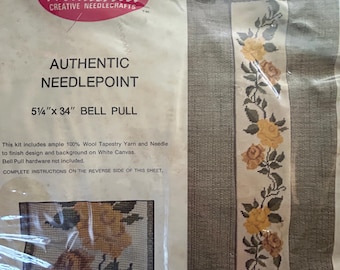 CREATIVE NEEDLECRAFTS
AUTHENTIC
NEEDLEPOINT
5¼" x 34" BELL PULL
This kit includes ample 100% Wool Tapestry Yarn and Needle
to finish design and background on White Canvas.
Bell Pull hardware not included.
COMPLETE INSTRUCTIONS ON THE REVERSE SIDE OF THIS SHEET.